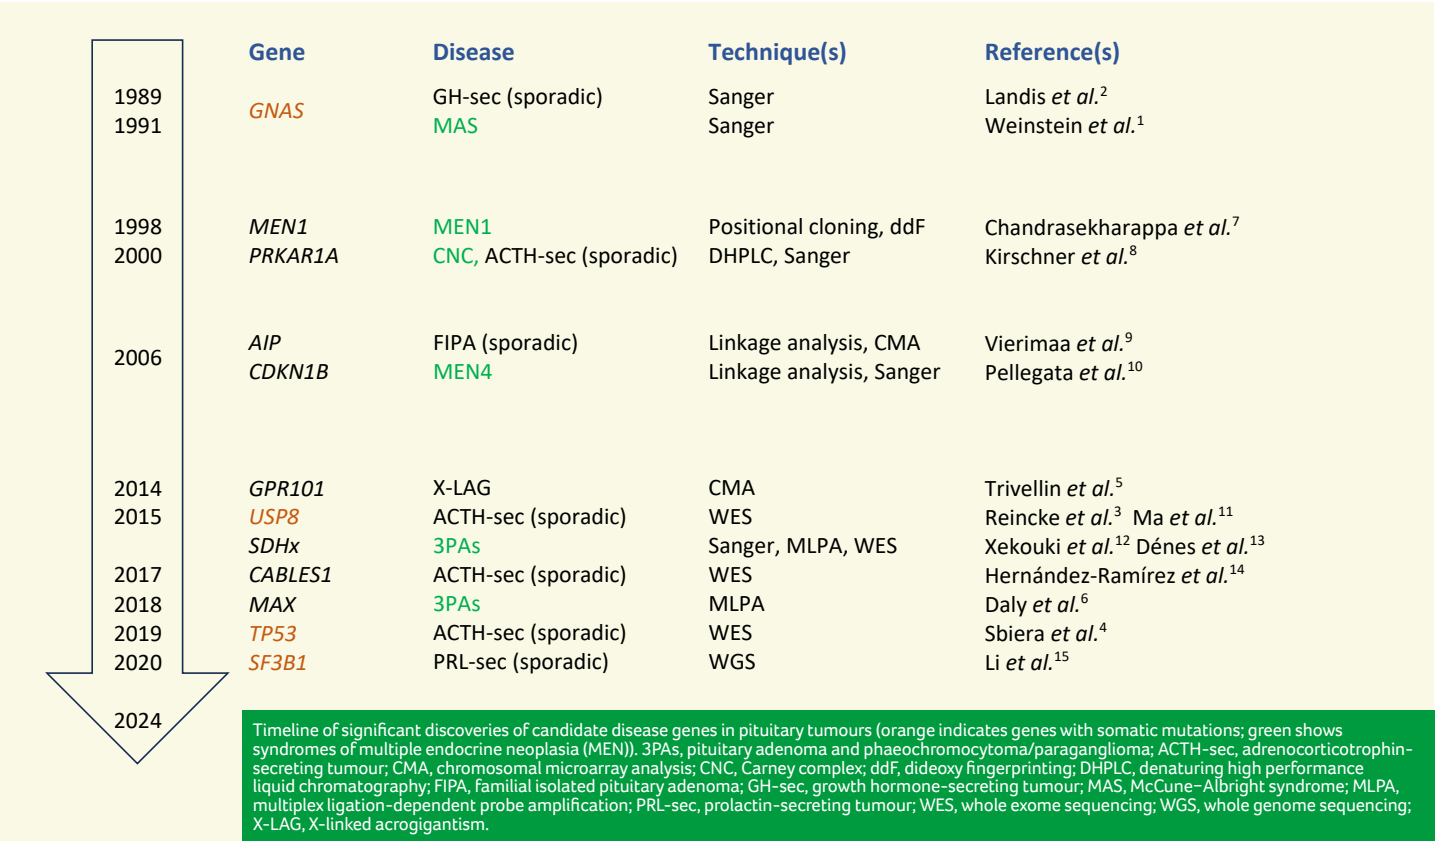 Gene Disease Technique(s) Reference(s)
1989 GH-sec (sporadic) Sanger Landis et al.2
GNAS
1991 MAS Sanger Weinstein et al.1
1998 MEN1 MEN1 Positional cloning, ddF Chandrasekharappa et al.7
2000 PRKAR1A CNC, ACTH-sec (sporadic) DHPLC, Sanger Kirschner et al.8
AIP FIPA (sporadic) Linkage analysis, CMA Vierimaa et al.9
2006
CDKN1B MEN4 Linkage analysis, Sanger Pellegata et al.10
2014 GPR101 X-LAG CMA Trivellin et al.5
2015 USP8 ACTH-sec (sporadic) WES Reincke et al.3 Ma et al.11
SDHx 3PAs Sanger, MLPA, WES Xekouki et al.12 Dénes et al.13
2017 CABLES1 ACTH-sec (sporadic) WES Hernández-Ramírez et al.14
2018 MAX 3PAs MLPA Daly et al.6
2019 TP53 ACTH-sec (sporadic) WES Sbiera et al.4
2020 SF3B1 PRL-sec (sporadic) WGS Li et al.15
2024
Timeline of significant discoveries of candidate disease genes in pituitary tumours (orange indicates genes with somatic mutations; green shows
syndromes of multiple endocrine neoplasia (MEN)). 3PAs, pituitary adenoma and phaeochromocytoma/paraganglioma; ACTH-sec, adrenocorticotrophin-
secreting tumour; CMA, chromosomal microarray analysis; CNC, Carney complex; ddF, dideoxy fingerprinting; DHPLC, denaturing high performance
liquid chromatography; FIPA, familial isolated pituitary adenoma; GH-sec, growth hormone-secreting tumour; MAS, McCune–Albright syndrome; MLPA,
multiplex ligation-dependent probe amplification; PRL-sec, prolactin-secreting tumour; WES, whole exome sequencing; WGS, whole genome sequencing;
X-LAG, X-linked acrogigantism.